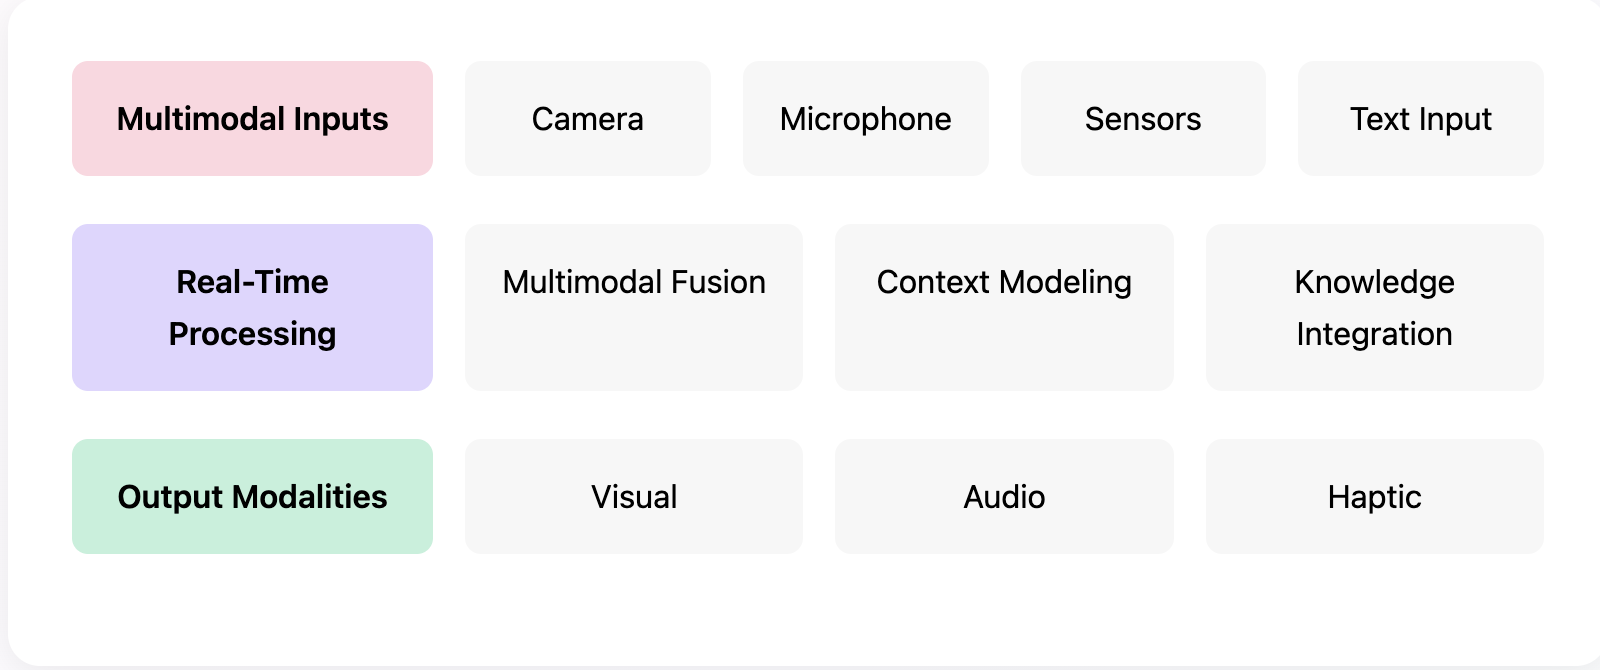 Multimodal Inputs
Camera
Microphone
Sensors
Text Input
Real-Time
Processing
Multimodal Fusion
Context Modeling
Knowledge
Integration
Output Modalities
Visual
Audio
Haptic